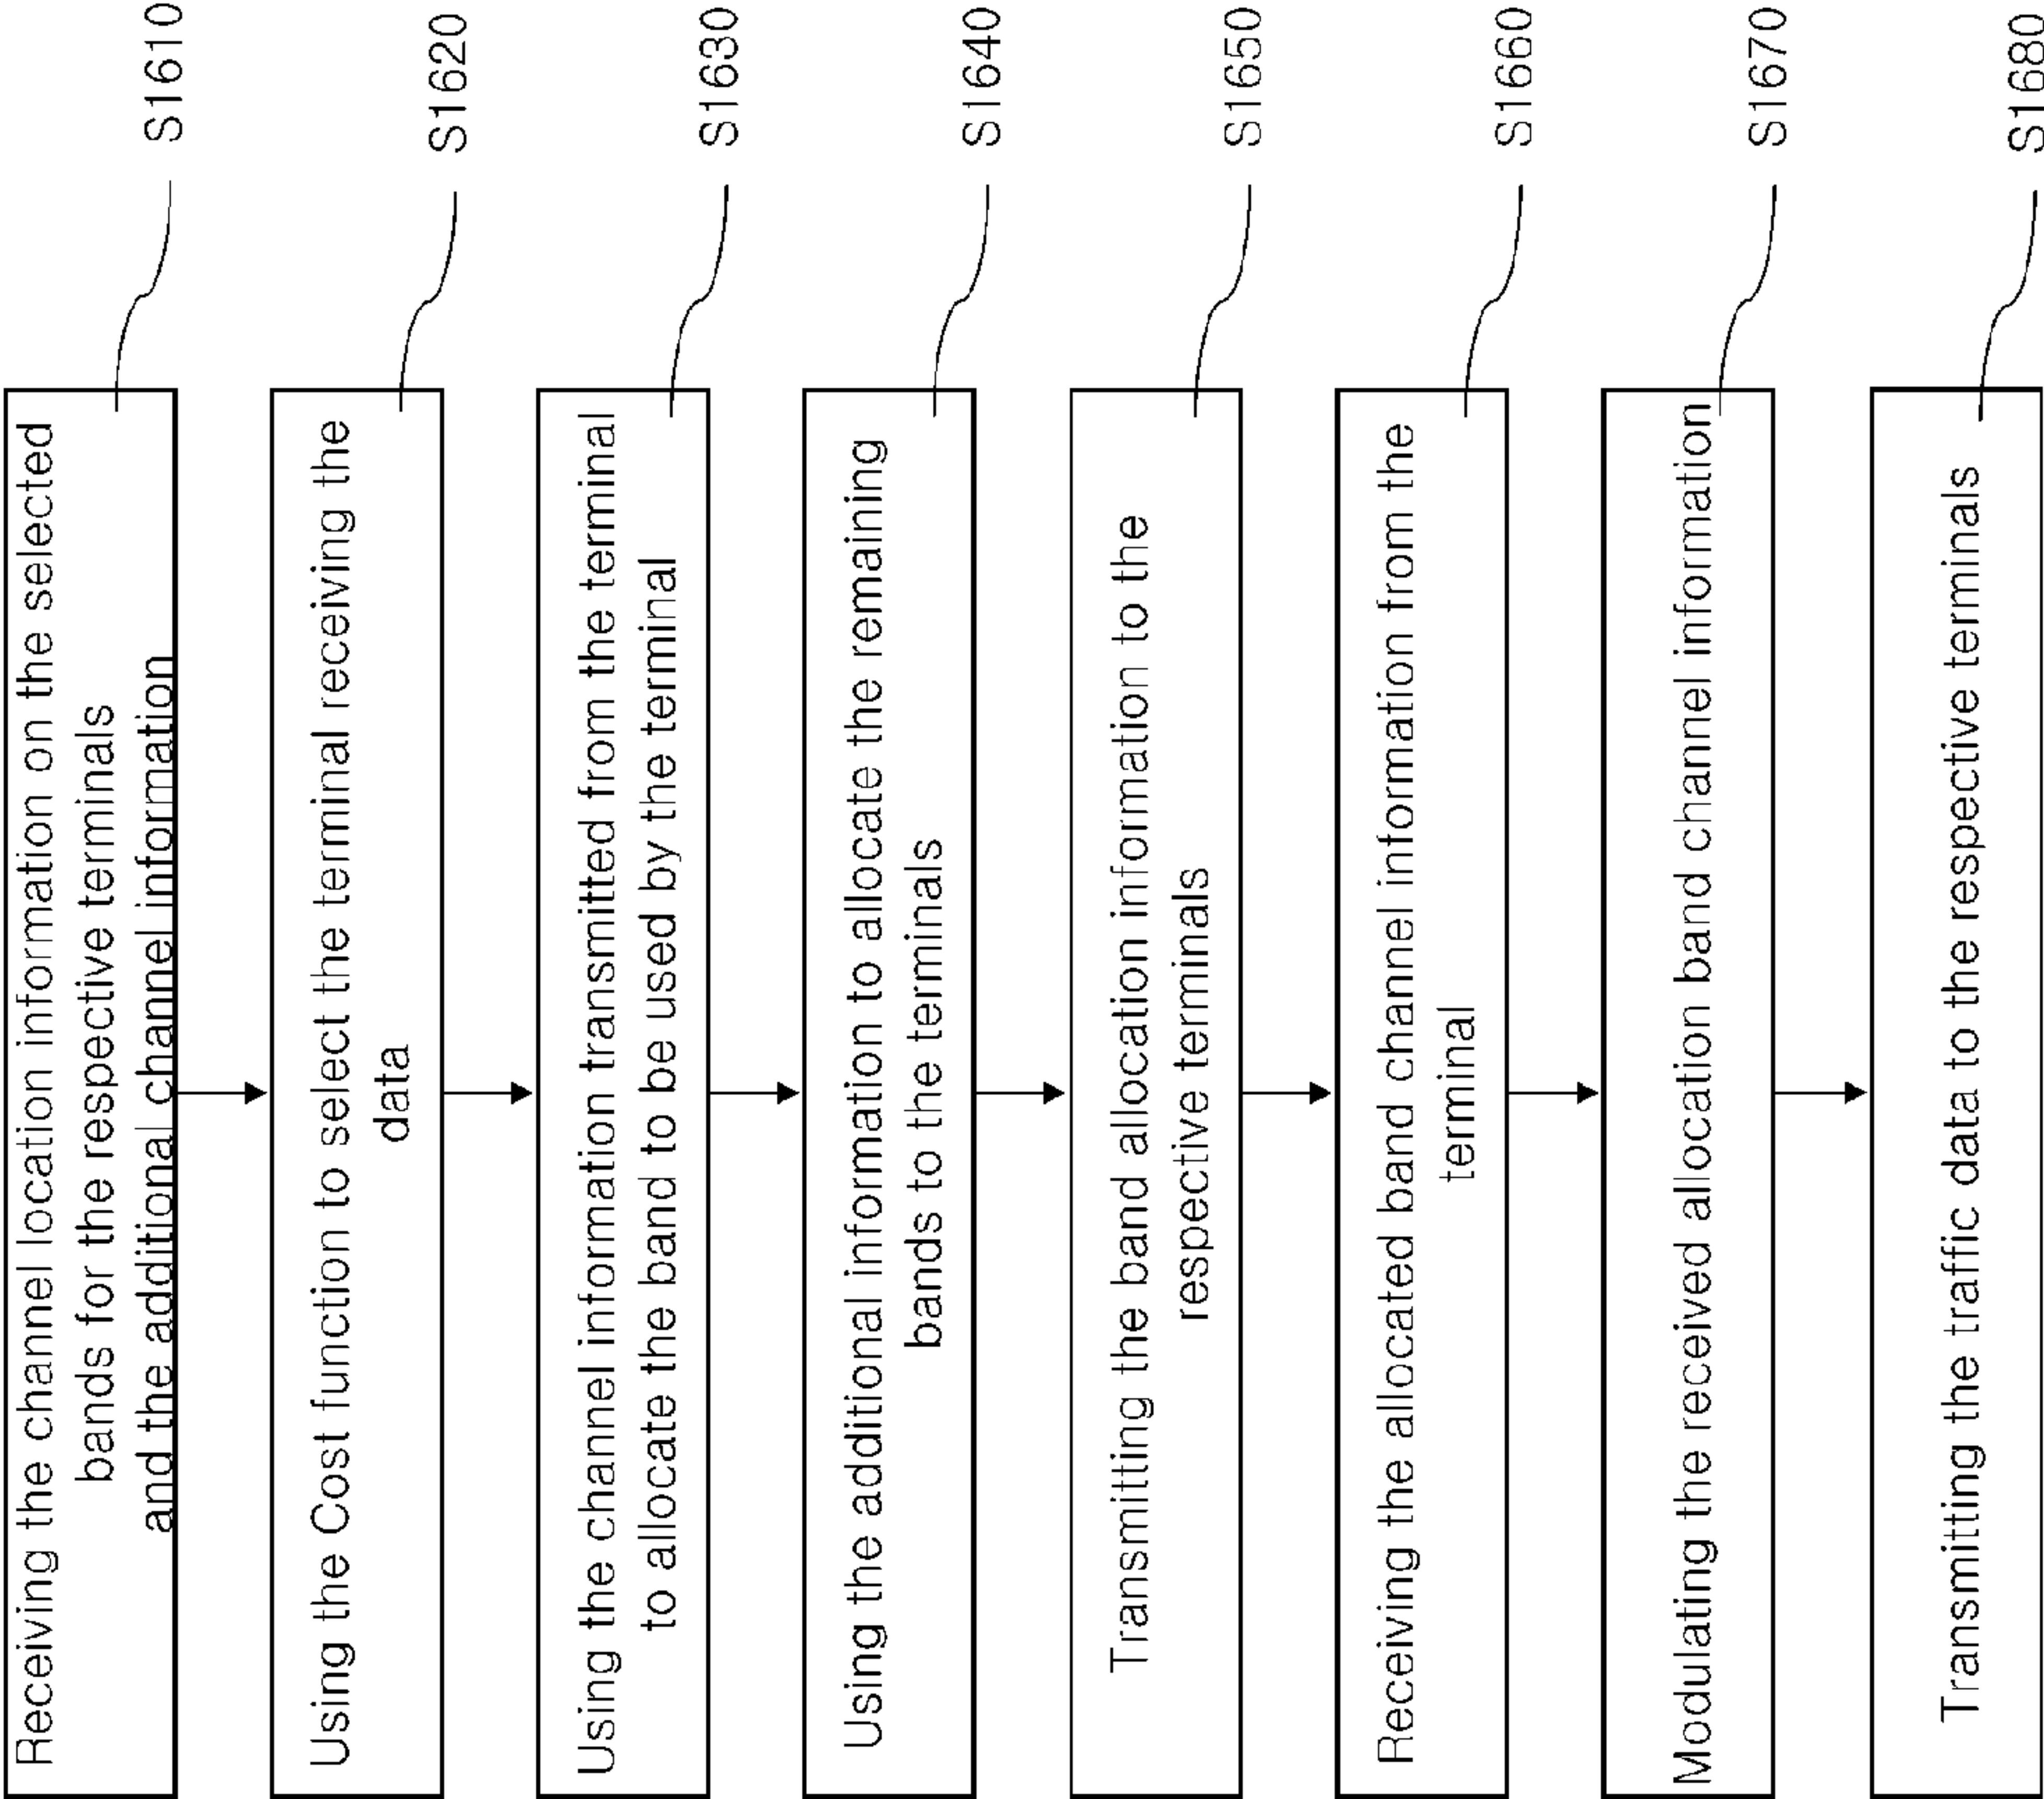 Receiving the channel location information on the selected
bands for the respective terminals
and the additional channel information
S1610
Using the Cost function to select the terminal receiving the
data
S1620
Using the channel information transmitted from the terminal
to allocate the band to be used by the terminal
S1630
Using the additional information to allocate the remaining
bands to the terminals
S1640
Transmitting the band allocation information to the
respective terminals
S1650
Receiving the allocated band channel information from the
terminal
S1660
Modulating the received allocation band channel information
S1670
Transmitting the traffic data to the respective terminals
S1680